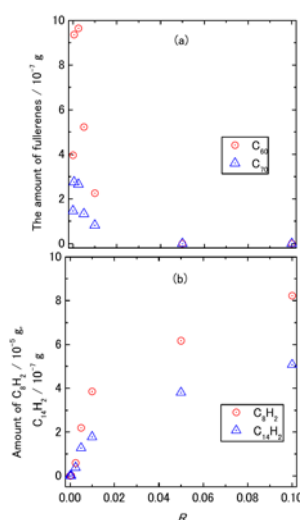 The amount of fullerenes / 10⁻⁷ g
10
8
6
4
2
0
(a)
C₆₀
C₇₀
Amount of C₈H₂ / 10⁻⁵ g,
C₁₄H₂ / 10⁻⁷ g
10
8
6
4
2
0
(b)
C₈H₂
C₁₄H₂
0.00 0.02 0.04 0.06 0.08 0.10
R